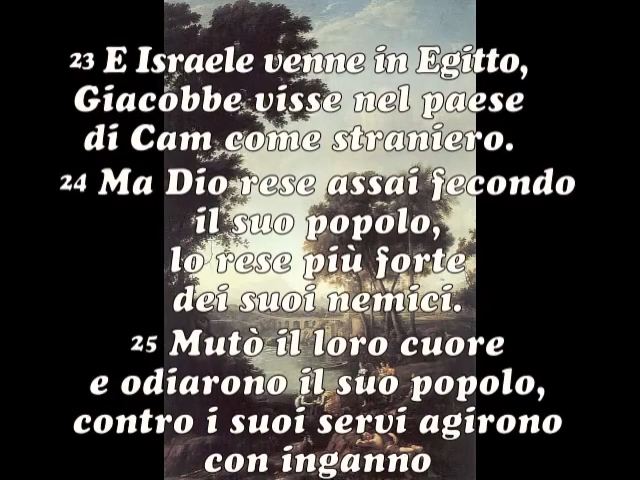 23 E Israele venne in Egitto,
Giacobbe visse nel paese
di Cam come straniero.
24 Ma Dio rese assai fecondo
il suo popolo,
lo rese più forte
dei suoi nemici.
25 Mutò il loro cuore
e odiarono il suo popolo,
contro i suoi servi agirono
con inganno